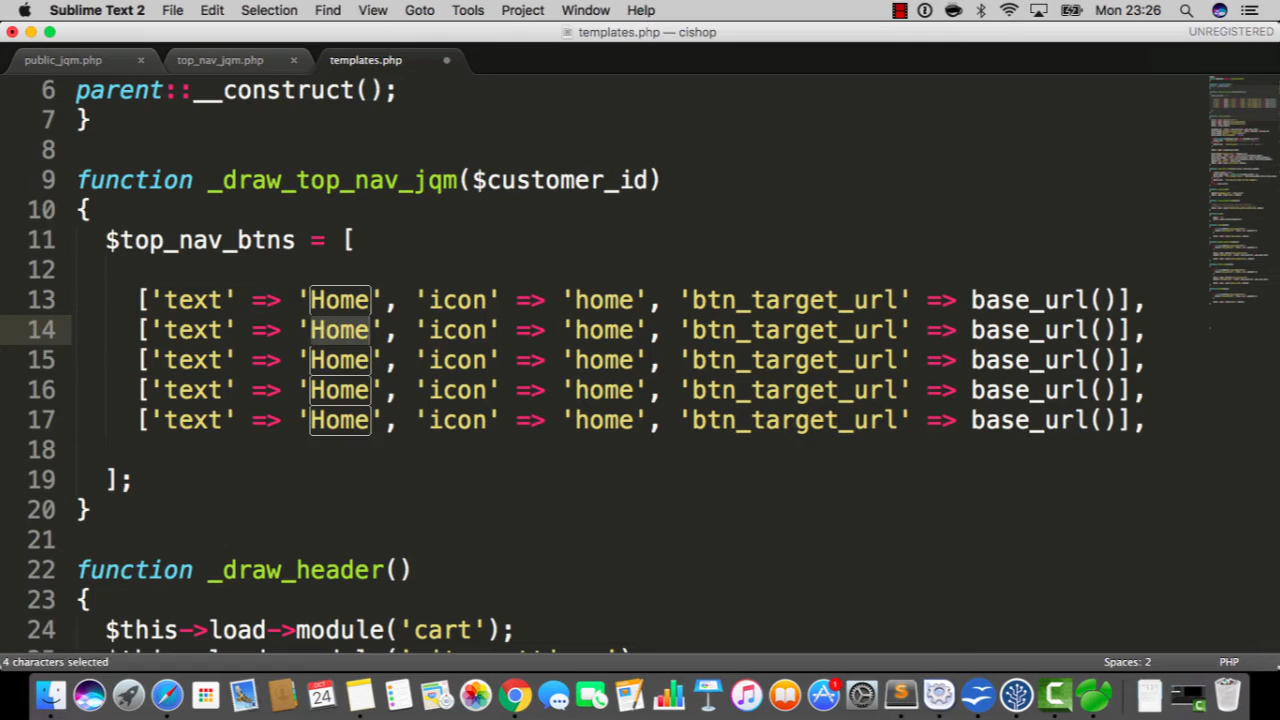 Sublime Text 2 File Edit Selection Find View Goto Tools Project Window Help Mon 23:26
templates.php — cishop UNREGISTERED
public_jqm.php × top_nav_jqm.php × templates.php
6 parent::__construct();
7 }
8
9 function _draw_top_nav_jqm($customer_id)
10 {
11 $top_nav_btns = [
12
13 ['text' => 'Home', 'icon' => 'home', 'btn_target_url' => base_url()],
14 ['text' => 'Home', 'icon' => 'home', 'btn_target_url' => base_url()],
15 ['text' => 'Home', 'icon' => 'home', 'btn_target_url' => base_url()],
16 ['text' => 'Home', 'icon' => 'home', 'btn_target_url' => base_url()],
17 ['text' => 'Home', 'icon' => 'home', 'btn_target_url' => base_url()],
18
19 ];
20 }
21
22 function _draw_header()
23 {
24 $this->load->module('cart');
4 characters selected Spaces: 2 PHP